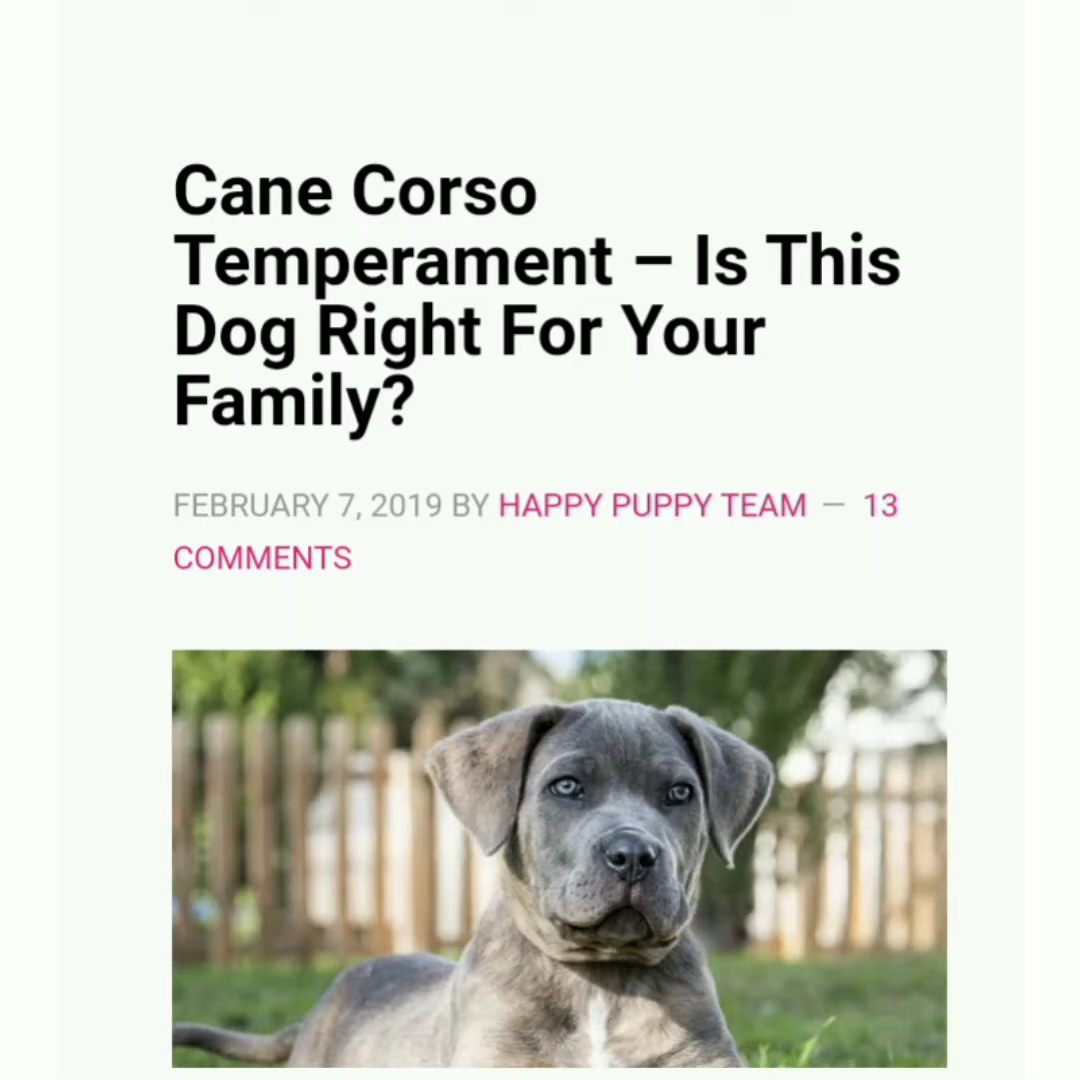 Cane Corso
Temperament – Is This
Dog Right For Your
Family?
FEBRUARY 7, 2019 BY HAPPY PUPPY TEAM — 13
COMMENTS